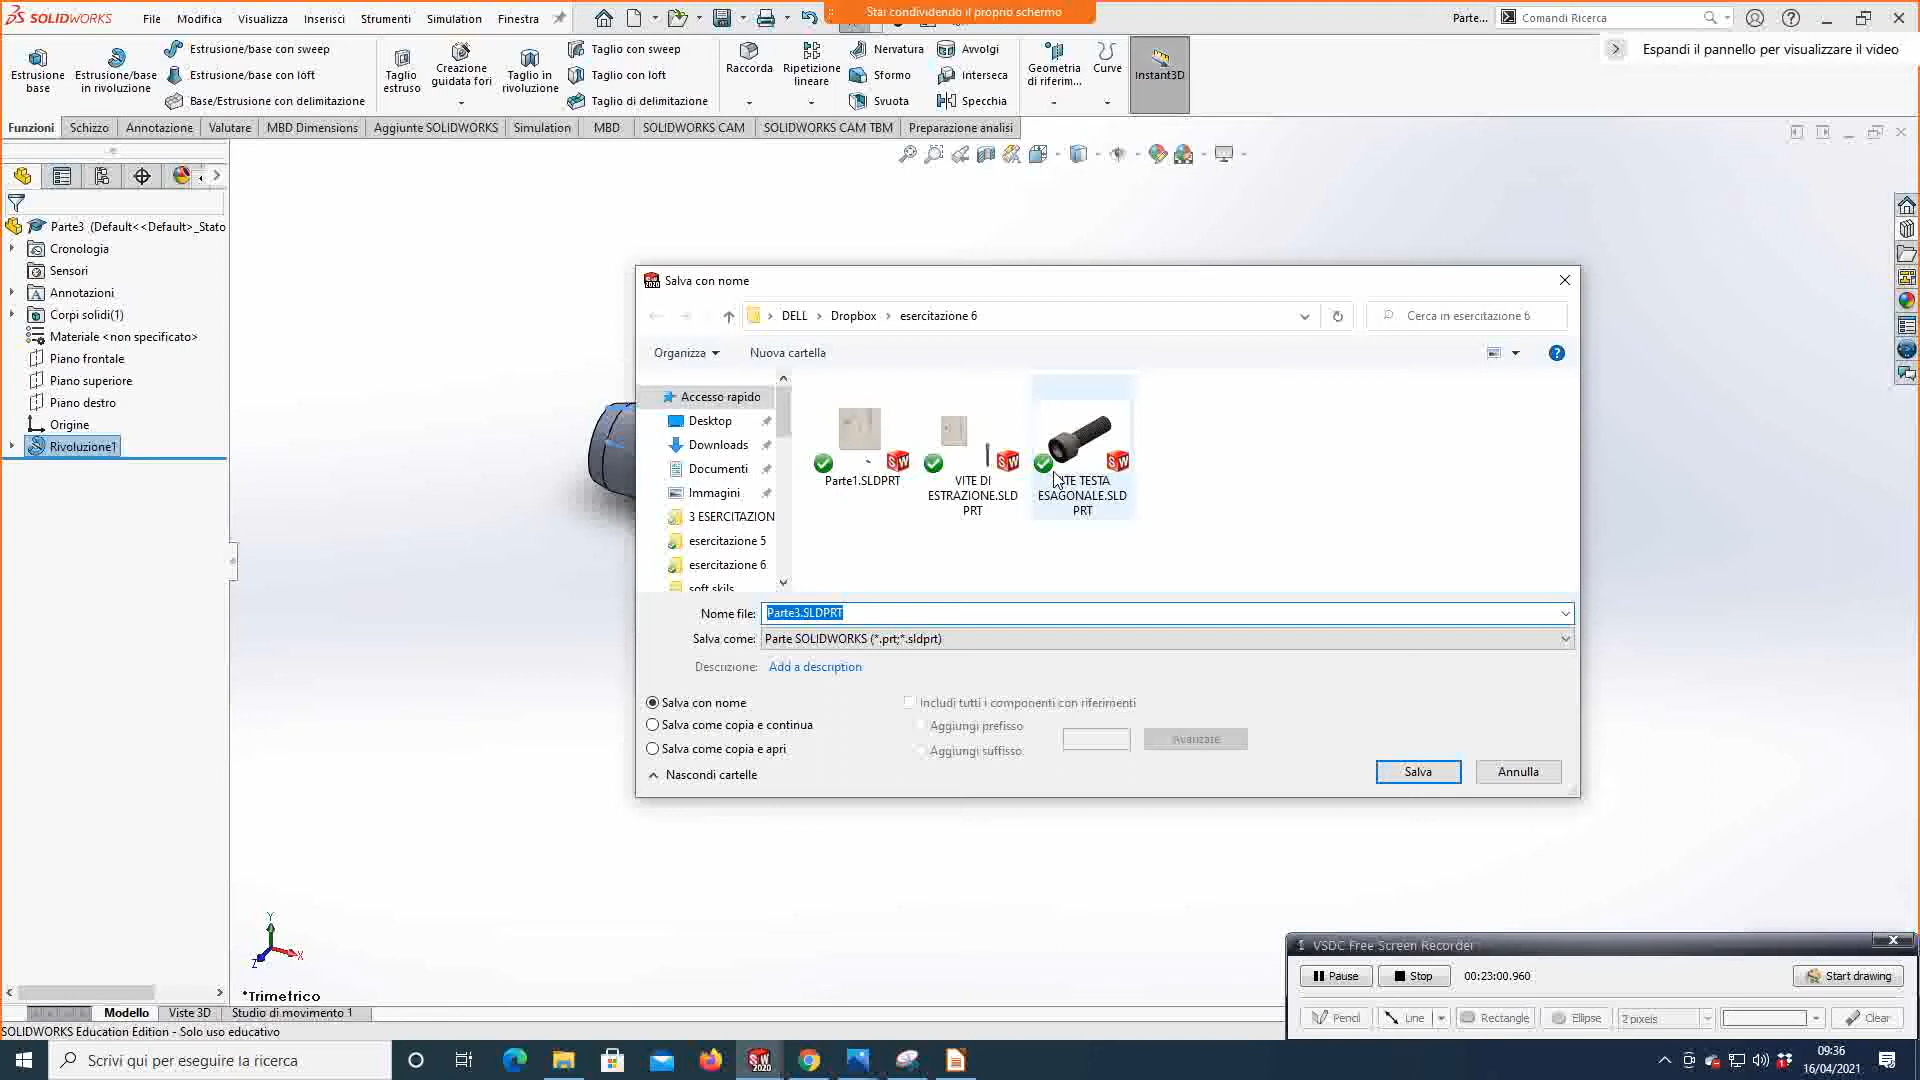 SOLIDWORKS File Modifica Visualizza Inserisci Strumenti Simulation Finestra
Stai condividendo il proprio schermo
Parte... Comandi Ricerca
Espandi il pannello per visualizzare il video
Estrusione base
Estrusione/base in rivoluzione
Estrusione/base con sweep
Estrusione/base con loft
Base/Estrusione con delimitazione
Taglio estruso
Creazione guidata fori
Taglio in rivoluzione
Taglio con sweep
Taglio con loft
Taglio di delimitazione
Raccorda
Ripetizione lineare
Nervatura
Sformo
Svuota
Avvolgi
Interseca
Specchia
Geometria di riferim...
Curve
Instant3D
Funzioni Schizzo Annotazione Valutare MBD Dimensions Aggiunte SOLIDWORKS Simulation MBD SOLIDWORKS CAM SOLIDWORKS CAM TBM Preparazione analisi
Parte3 (Default<<Default>_Stato
Cronologia
Sensori
Annotazioni
Corpi solidi(1)
Materiale <non specificato>
Piano frontale
Piano superiore
Piano destro
Origine
Rivoluzione1
Salva con nome
DELL › Dropbox › esercitazione 6
Cerca in esercitazione 6
Organizza Nuova cartella
Accesso rapido
Desktop
Downloads
Documenti
Immagini
3 ESERCITAZION
esercitazione 5
esercitazione 6
soft skils
Parte1.SLDPRT
VITE DI
ESTRAZIONE.SLD
PRT
TE TESTA
ESAGONALE.SLD
PRT
Nome file: Parte3.SLDPRT
Salva come: Parte SOLIDWORKS (*.prt;*.sldprt)
Descrizione: Add a description
Salva con nome
Salva come copia e continua
Salva come copia e apri
Includi tutti i componenti con riferimenti
Aggiungi prefisso
Aggiungi suffisso
Avanzate
Nascondi cartelle
Salva Annulla
Y
X
Z
*Trimetrico
Modello Viste 3D Studio di movimento 1
SOLIDWORKS Education Edition - Solo uso educativo
VSDC Free Screen Recorder
Pause Stop 00:23:00.960 Start drawing
Pencil Line Rectangle Ellipse 2 pixels Clear
Scrivi qui per eseguire la ricerca
SW
2020
09:36
16/04/2021